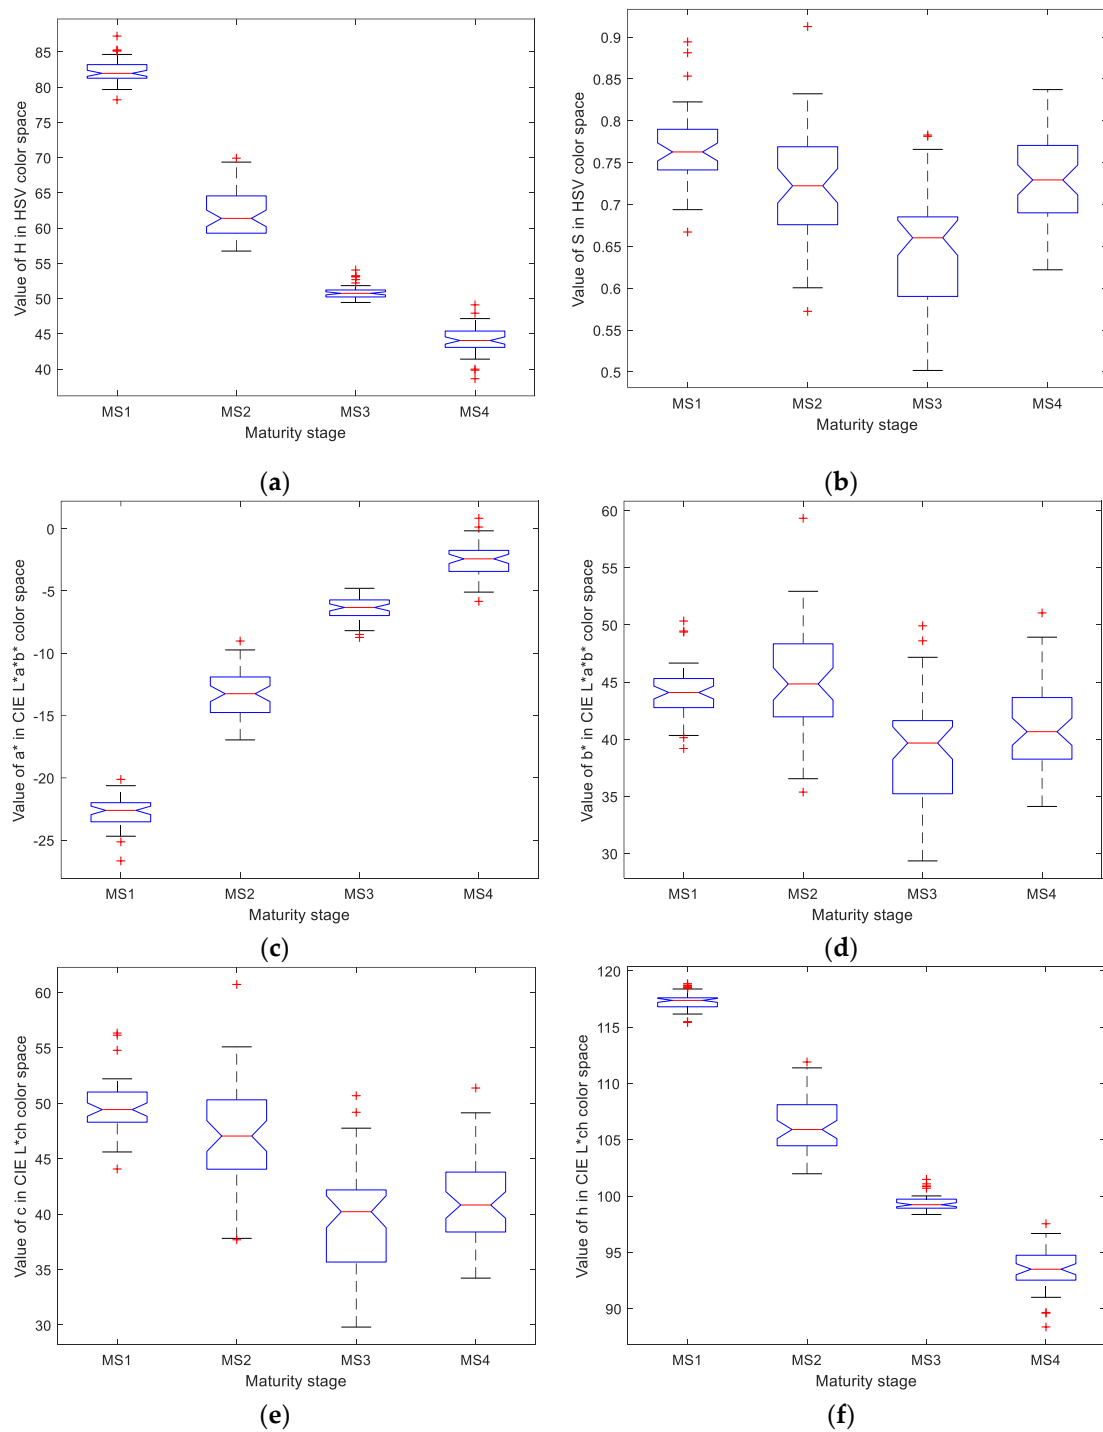 Value of H in HSV color space
85
80
75
70
65
60
55
50
45
40
MS1 MS2 MS3 MS4
Maturity stage
(a)
Value of S in HSV color space
0.9
0.85
0.8
0.75
0.7
0.65
0.6
0.55
0.5
MS1 MS2 MS3 MS4
Maturity stage
(b)
Value of a* in CIE L*a*b* color space
0
-5
-10
-15
-20
-25
MS1 MS2 MS3 MS4
Maturity stage
(c)
Value of b* in CIE L*a*b* color space
60
55
50
45
40
35
30
MS1 MS2 MS3 MS4
Maturity stage
(d)
Value of c in CIE L*ch color space
60
55
50
45
40
35
30
MS1 MS2 MS3 MS4
Maturity stage
(e)
Value of h in CIE L*ch color space
120
115
110
105
100
95
90
MS1 MS2 MS3 MS4
Maturity stage
(f)